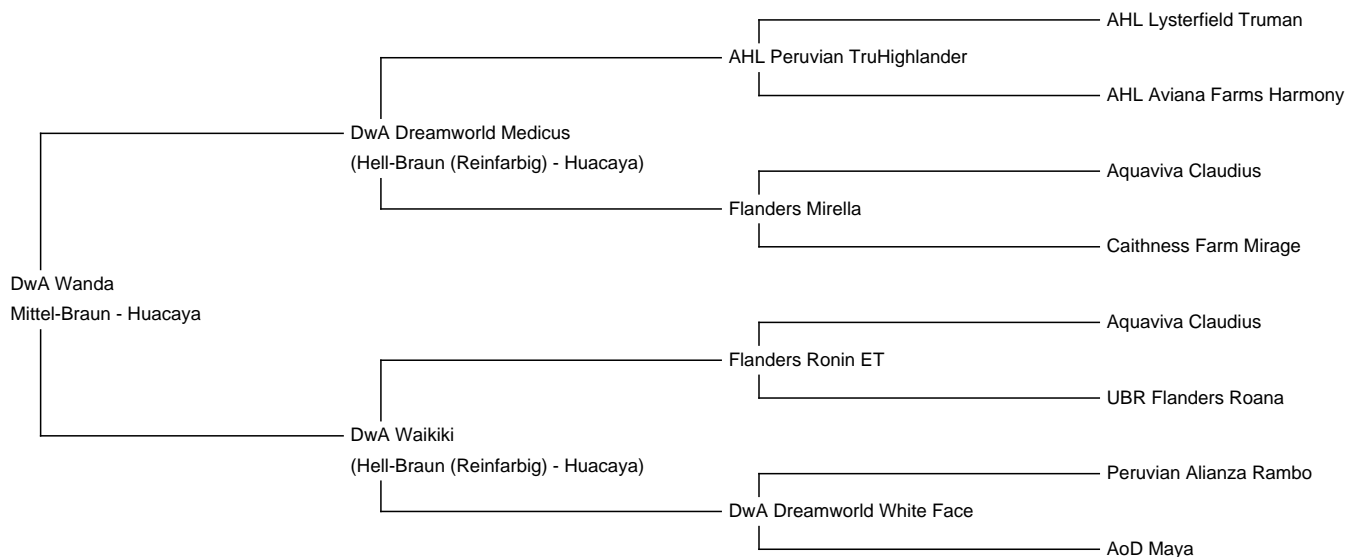 AHL Lysterfield Truman
AHL Peruvian TruHighlander
AHL Aviana Farms Harmony
DwA Dreamworld Medicus
(Hell-Braun (Reinfarbig) - Huacaya)
Aquaviva Claudius
Flanders Mirella
Caithness Farm Mirage
DwA Wanda
Mittel-Braun - Huacaya
Aquaviva Claudius
Flanders Ronin ET
UBR Flanders Roana
DwA Waikiki
(Hell-Braun (Reinfarbig) - Huacaya)
Peruvian Alianza Rambo
DwA Dreamworld White Face
AoD Maya